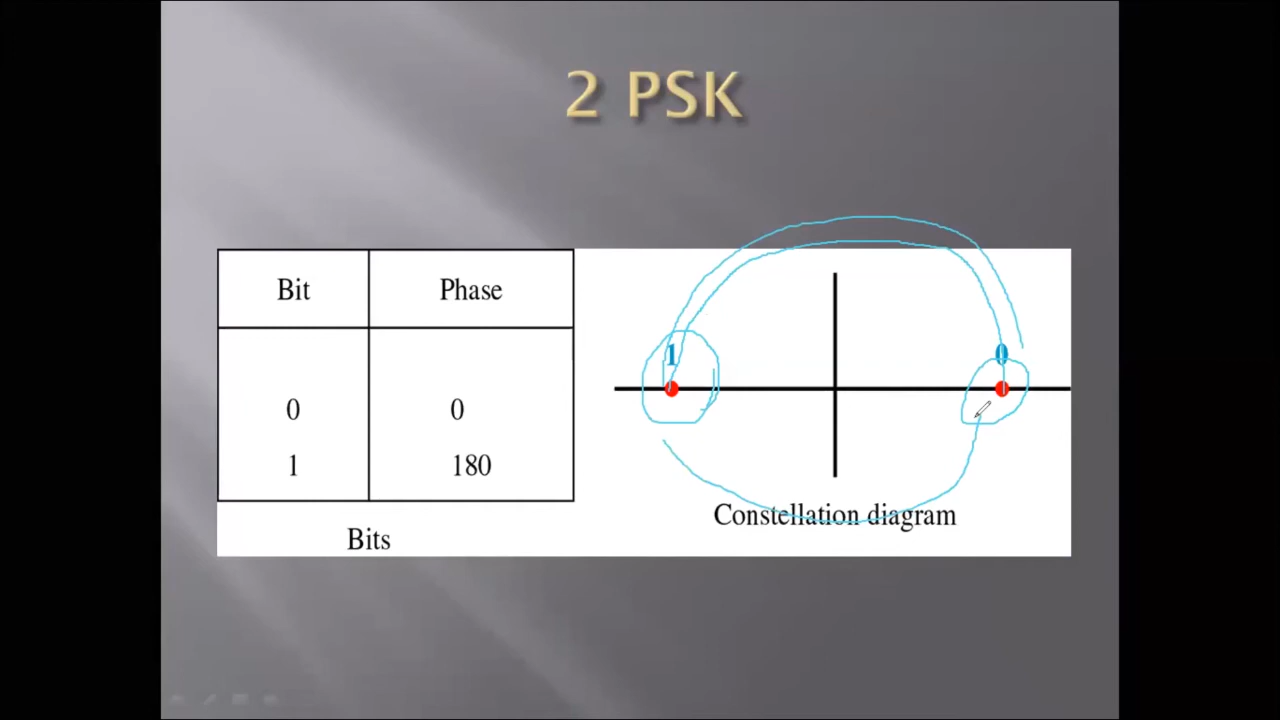 2 PSK
Bit Phase
0 0
1 180
Bits
1 0
Constellation diagram